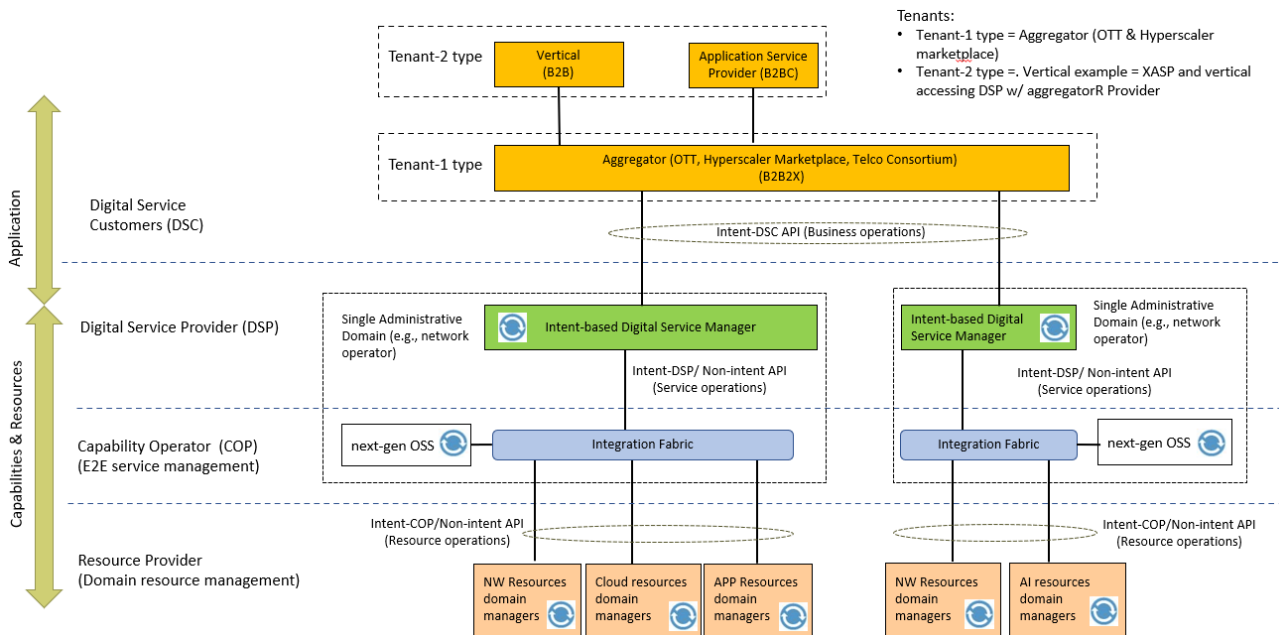 Tenants:
• Tenant-1 type = Aggregator (OTT & Hyperscaler
marketplace)
• Tenant-2 type =. Vertical example = XASP and vertical
accessing DSP w/ aggregatorR Provider
Tenant-2 type
Vertical
(B2B)
Application Service
Provider (B2BC)
Tenant-1 type
Aggregator (OTT, Hyperscaler Marketplace, Telco Consortium)
(B2B2X)
Application
Digital Service
Customers (DSC)
Intent-DSC API (Business operations)
Capabilities & Resources
Digital Service Provider (DSP)
Single Administrative
Domain (e.g., network
operator)
Intent-based Digital Service Manager
Intent-DSP/ Non-intent API
(Service operations)
Intent-based Digital
Service Manager
Single Administrative
Domain (e.g., network
operator)
Intent-DSP/ Non-intent API
(Service operations)
Capability Operator (COP)
(E2E service management)
next-gen OSS
Integration Fabric
Integration Fabric
next-gen OSS
Intent-COP/Non-intent API
(Resource operations)
Intent-COP/Non-intent API
(Resource operations)
Resource Provider
(Domain resource management)
NW Resources
domain
managers
Cloud resources
domain
managers
APP Resources
domain
managers
NW Resources
domain
managers
AI resources
domain
managers